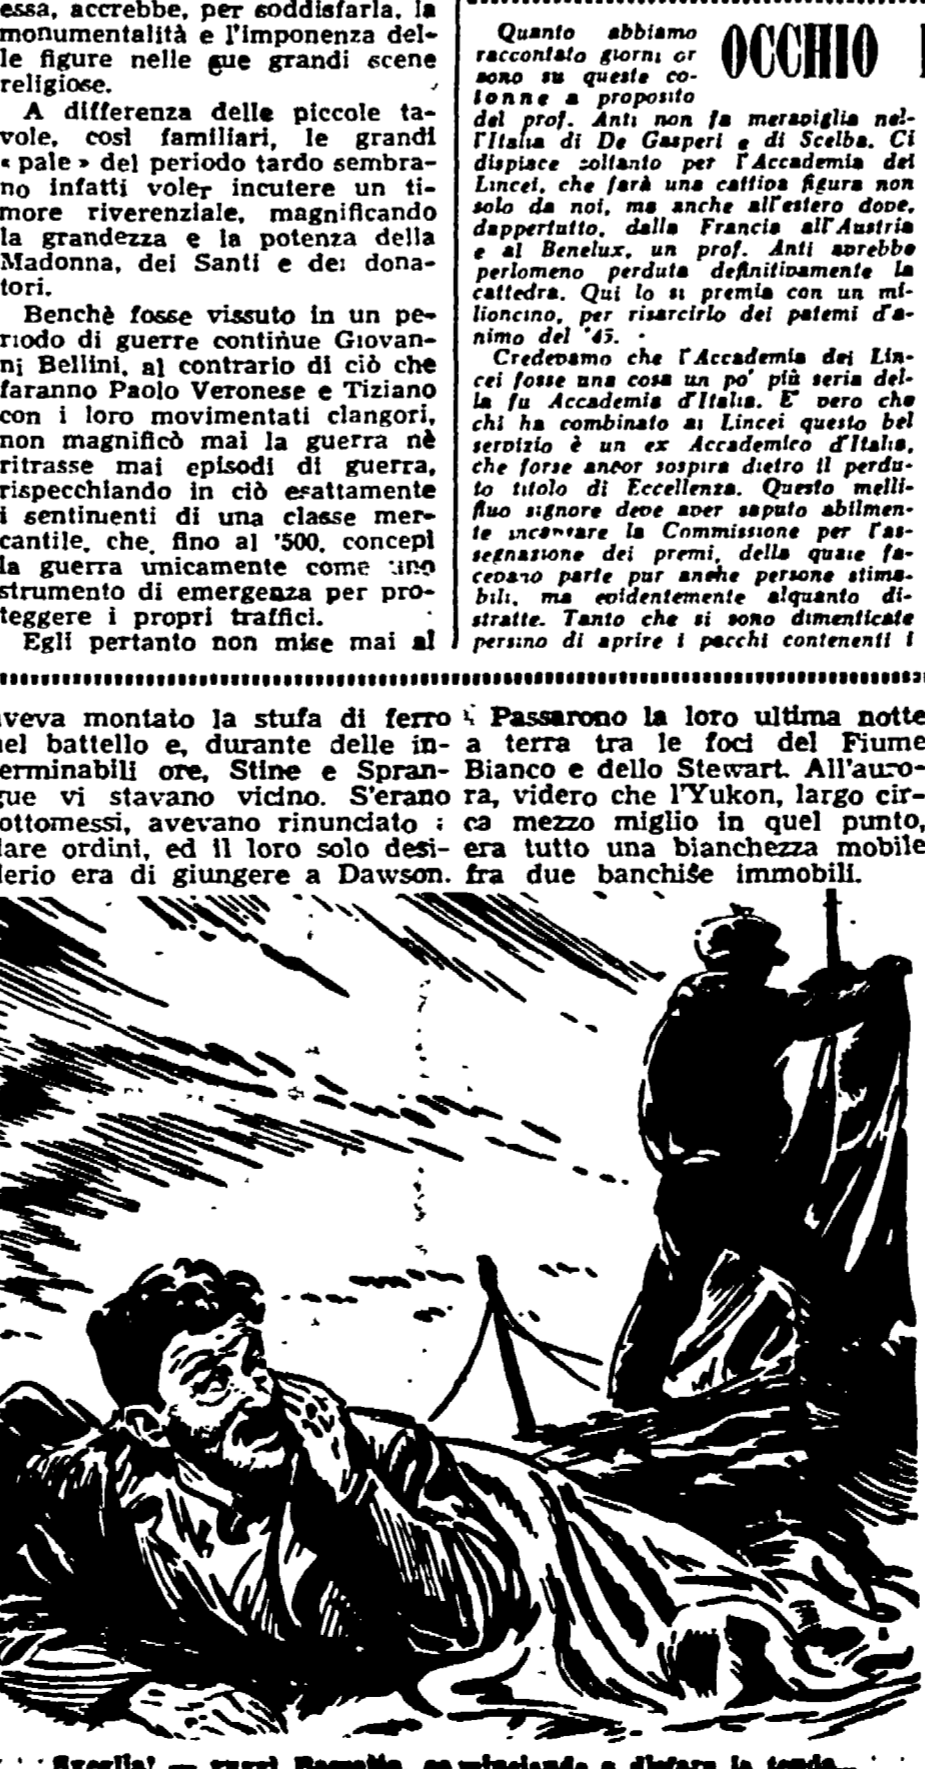 essa, accrebbe, per soddisfarla, la
monumentalità e l'imponenza del-
le figure nelle sue grandi scene
religiose.
A differenza delle piccole ta-
vole, così familiari, le grandi
« pale » del periodo tardo sembra-
no infatti voler incutere un ti-
more riverenziale, magnificando
la grandezza e la potenza della
Madonna, dei Santi e dei dona-
tori.
Benchè fosse vissuto in un pe-
riodo di guerre continue Giovan-
ni Bellini, al contrario di ciò che
faranno Paolo Veronese e Tiziano
con i loro movimentati clangori,
non magnificò mai la guerra nè
ritrasse mai episodi di guerra,
rispecchiando in ciò esattamente
i sentimenti di una classe mer-
cantile, che, fino al '500, concepì
la guerra unicamente come uno
strumento di emergenza per pro-
teggere i propri traffici.
Egli pertanto non mise mai al
OCCHIO
Quanto abbiamo
raccontato giorni or
sono su queste co-
lonne a proposito
del prof. Anti non fa meraviglia nel-
l'Italia di De Gasperi e di Scelba. Ci
dispiace soltanto per l'Accademia dei
Lincei, che farà una cattiva figura non
solo da noi, ma anche all'estero dove,
dappertutto, dalla Francia all'Austria
e al Benelux, un prof. Anti avrebbe
perlomeno perduta definitivamente la
cattedra. Qui lo si premia con un mi-
lioncino, per risarcirlo dei patemi d'a-
nimo del '45.
Credevamo che l'Accademia dei Lin-
cei fosse una cosa un po' più seria del-
la fu Accademia d'Italia. E' vero che
chi ha combinato ai Lincei questo bel
servizio è un ex Accademico d'Italia,
che forse ancor sospira dietro il perdu-
to titolo di Eccellenza. Questo melli-
fluo signore deve aver saputo abilmen-
te incantare la Commissione per l'as-
segnazione dei premi, della quale fa-
cevano parte pur anche persone stima-
bili, ma evidentemente alquanto di-
stratte. Tanto che si sono dimenticate
persino di aprire i pacchi contenenti i
aveva montato la stufa di ferro
nel battello e, durante delle in-
terminabili ore, Stine e Spran-
gue vi stavano vicino. S'erano
sottomessi, avevano rinunciato a
dare ordini, ed il loro solo desi-
derio era di giungere a Dawson.
Passarono la loro ultima notte
a terra tra le foci del Fiume
Bianco e dello Stewart. All'auro-
ra, videro che l'Yukon, largo cir-
ca mezzo miglio in quel punto,
era tutto una bianchezza mobile
fra due banchise immobili.
Sveglia! — cominciando a disfare la tenda...